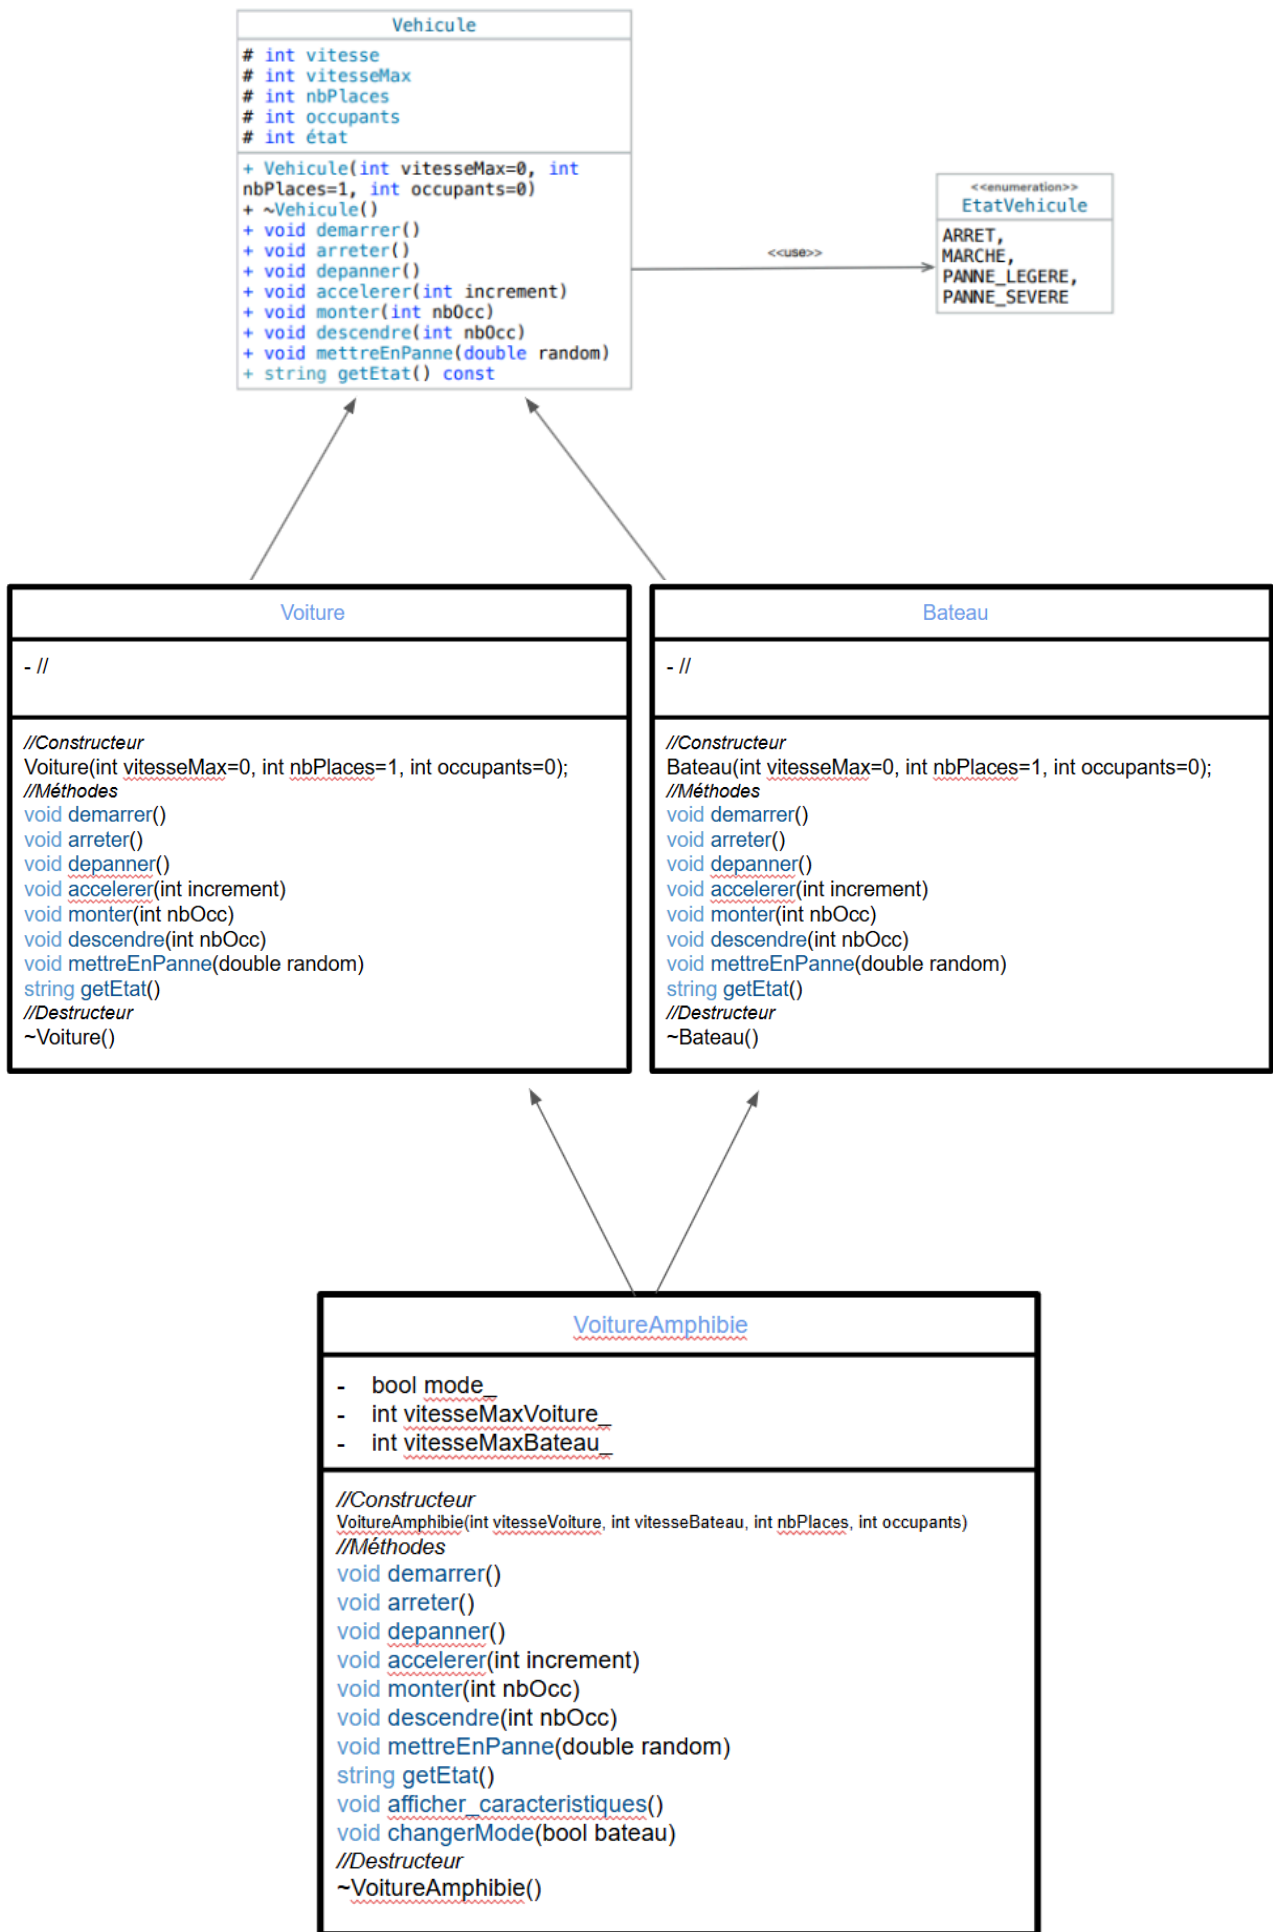 Vehicule
# int vitesse
# int vitesseMax
# int nbPlaces
# int occupants
# int état
+ Vehicule(int vitesseMax=0, int
nbPlaces=1, int occupants=0)
+ ~Vehicule()
+ void demarrer()
+ void arreter()
+ void depanner()
+ void accelerer(int increment)
+ void monter(int nbOcc)
+ void descendre(int nbOcc)
+ void mettreEnPanne(double random)
+ string getEtat() const
<<use>>
<<enumeration>>
EtatVehicule
ARRET,
MARCHE,
PANNE_LEGERE,
PANNE_SEVERE
Voiture
- //
//Constructeur
Voiture(int vitesseMax=0, int nbPlaces=1, int occupants=0);
//Méthodes
void demarrer()
void arreter()
void depanner()
void accelerer(int increment)
void monter(int nbOcc)
void descendre(int nbOcc)
void mettreEnPanne(double random)
string getEtat()
//Destructeur
~Voiture()
Bateau
- //
//Constructeur
Bateau(int vitesseMax=0, int nbPlaces=1, int occupants=0);
//Méthodes
void demarrer()
void arreter()
void depanner()
void accelerer(int increment)
void monter(int nbOcc)
void descendre(int nbOcc)
void mettreEnPanne(double random)
string getEtat()
//Destructeur
~Bateau()
VoitureAmphibie
- bool mode_
- int vitesseMaxVoiture_
- int vitesseMaxBateau_
//Constructeur
VoitureAmphibie(int vitesseVoiture, int vitesseBateau, int nbPlaces, int occupants)
//Méthodes
void demarrer()
void arreter()
void depanner()
void accelerer(int increment)
void monter(int nbOcc)
void descendre(int nbOcc)
void mettreEnPanne(double random)
string getEtat()
void afficher_caracteristiques()
void changerMode(bool bateau)
//Destructeur
~VoitureAmphibie()